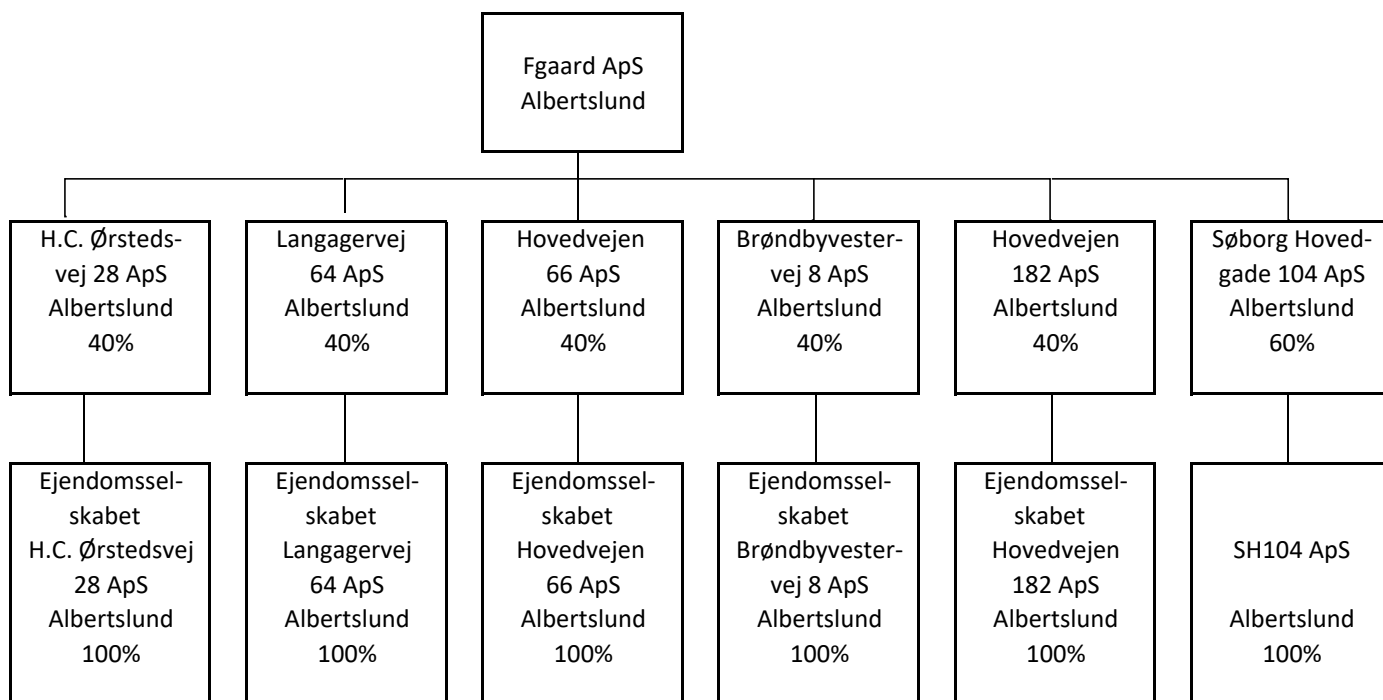 Fgaard ApS
Albertslund
H.C. Ørsteds-
vej 28 ApS
Albertslund
40%
Langagervej
64 ApS
Albertslund
40%
Hovedvejen
66 ApS
Albertslund
40%
Brøndbyvester-
vej 8 ApS
Albertslund
40%
Hovedvejen
182 ApS
Albertslund
40%
Søborg Hoved-
gade 104 ApS
Albertslund
60%
Ejendomssel-
skabet
H.C. Ørstedsvej
28 ApS
Albertslund
100%
Ejendomssel-
skabet
Langagervej
64 ApS
Albertslund
100%
Ejendomssel-
skabet
Hovedvejen
66 ApS
Albertslund
100%
Ejendomssel-
skabet
Brøndbyvester-
vej 8 ApS
Albertslund
100%
Ejendomssel-
skabet
Hovedvejen
182 ApS
Albertslund
100%
SH104 ApS
Albertslund
100%